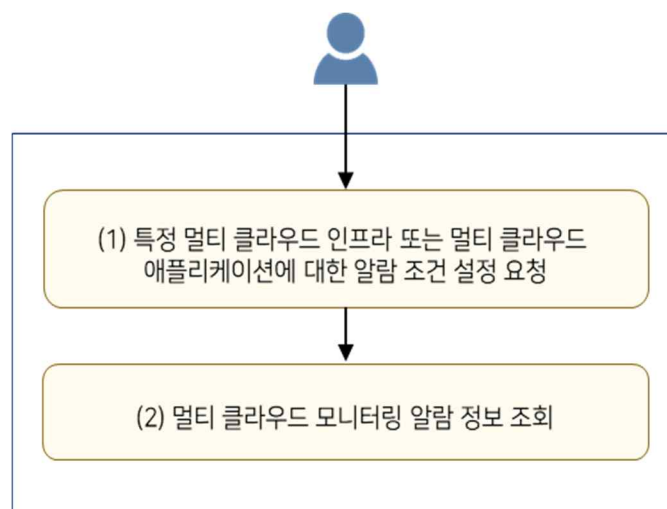 (1) 특정 멀티 클라우드 인프라 또는 멀티 클라우드
애플리케이션에 대한 알람 조건 설정 요청
(2) 멀티 클라우드 모니터링 알람 정보 조회